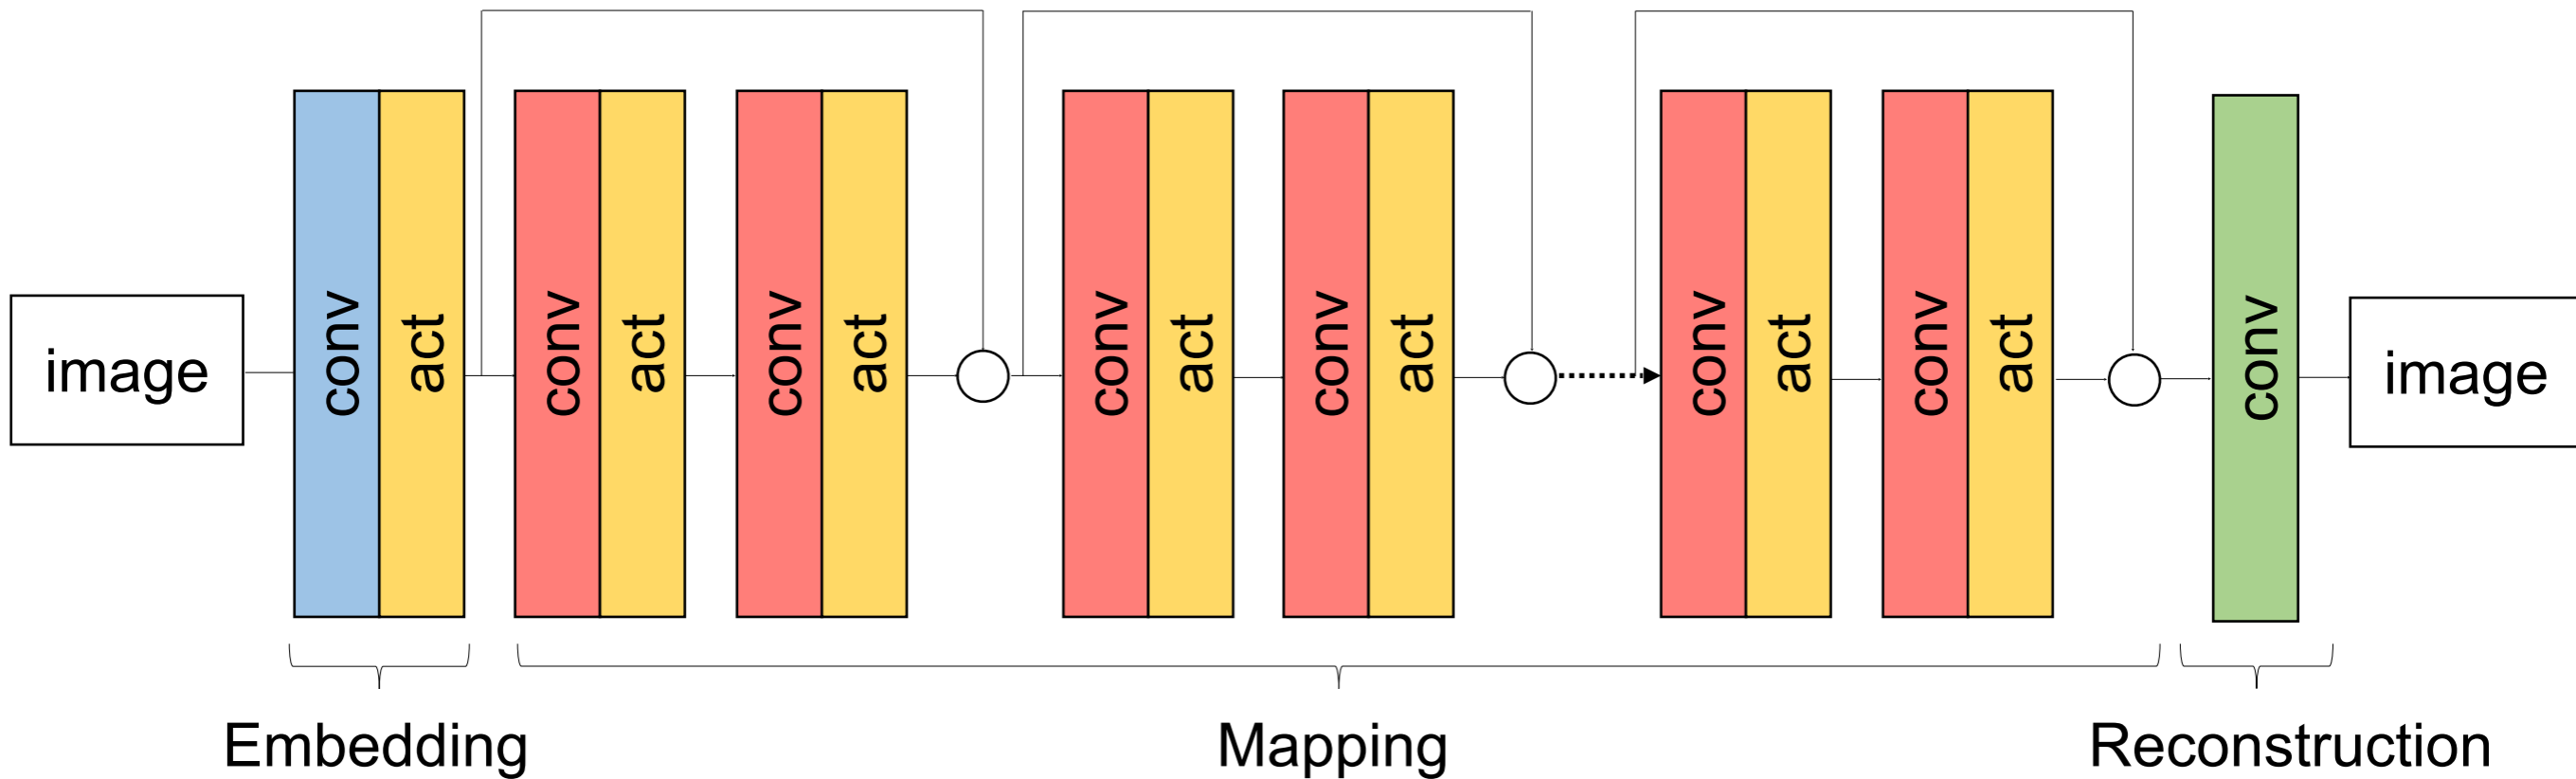 image
conv
act
conv
act
conv
act
conv
act
conv
act
conv
act
conv
act
conv
image
Embedding
Mapping
Reconstruction